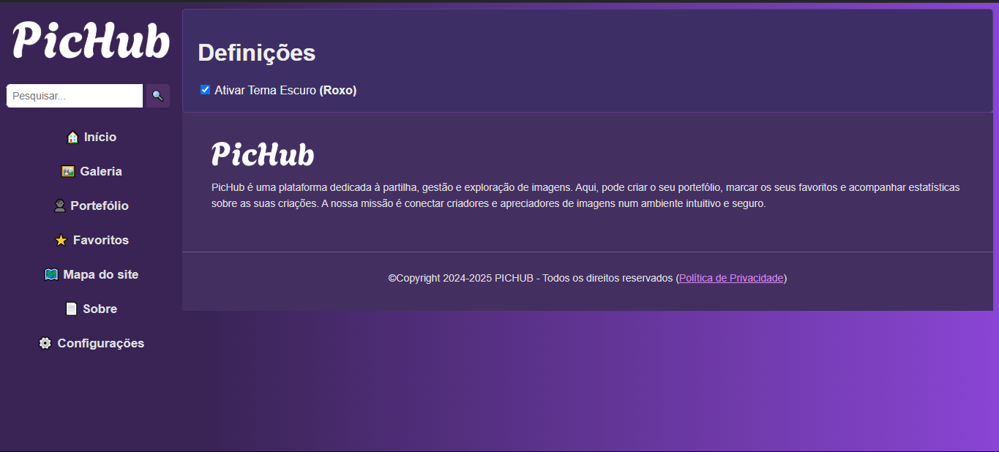 PicHub
Pesquisar...
Início
Galeria
Portefólio
Favoritos
Mapa do site
Sobre
Configurações
Definições
Ativar Tema Escuro (Roxo)
PicHub
PicHub é uma plataforma dedicada à partilha, gestão e exploração de imagens. Aqui, pode criar o seu portefólio, marcar os seus favoritos e acompanhar estatísticas
sobre as suas criações. A nossa missão é conectar criadores e apreciadores de imagens num ambiente intuitivo e seguro.
©Copyright 2024-2025 PICHUB - Todos os direitos reservados (Política de Privacidade)